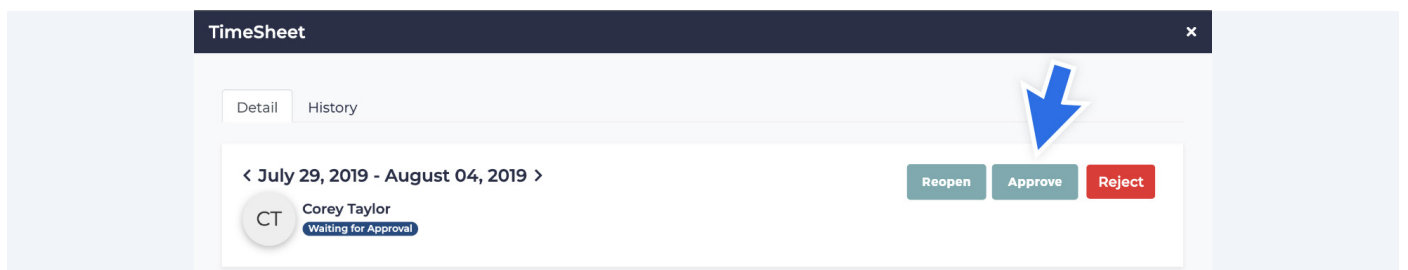 TimeSheet ×
Detail History
< July 29, 2019 - August 04, 2019 > Reopen Approve Reject
CT Corey Taylor
Waiting for Approval